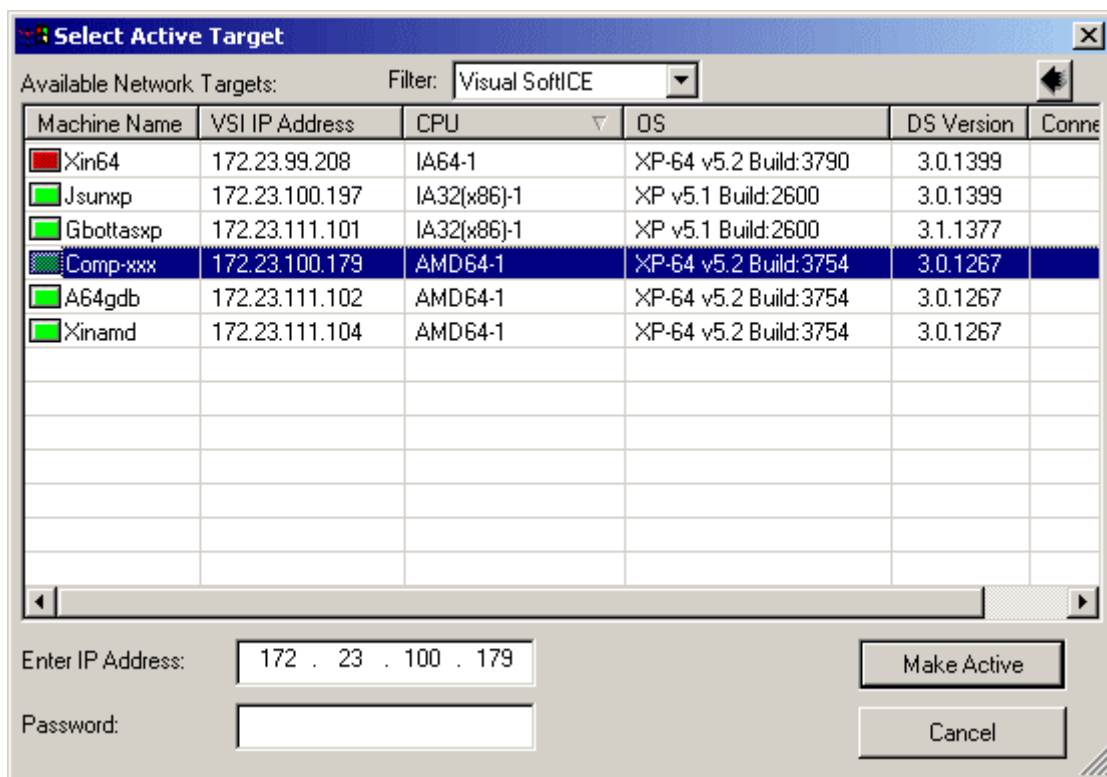 Select Active Target
Available Network Targets: Filter: Visual SoftICE
Machine Name VSI IP Address CPU OS DS Version Conne
Xin64 172.23.99.208 IA64-1 XP-64 v5.2 Build:3790 3.0.1399
Jsunxp 172.23.100.197 IA32(x86)-1 XP v5.1 Build:2600 3.0.1399
Gbottasxp 172.23.111.101 IA32(x86)-1 XP v5.1 Build:2600 3.1.1377
Comp-xxx 172.23.100.179 AMD64-1 XP-64 v5.2 Build:3754 3.0.1267
A64gdb 172.23.111.102 AMD64-1 XP-64 v5.2 Build:3754 3.0.1267
Xinamd 172.23.111.104 AMD64-1 XP-64 v5.2 Build:3754 3.0.1267
Enter IP Address: 172 . 23 . 100 . 179 Make Active
Password: Cancel